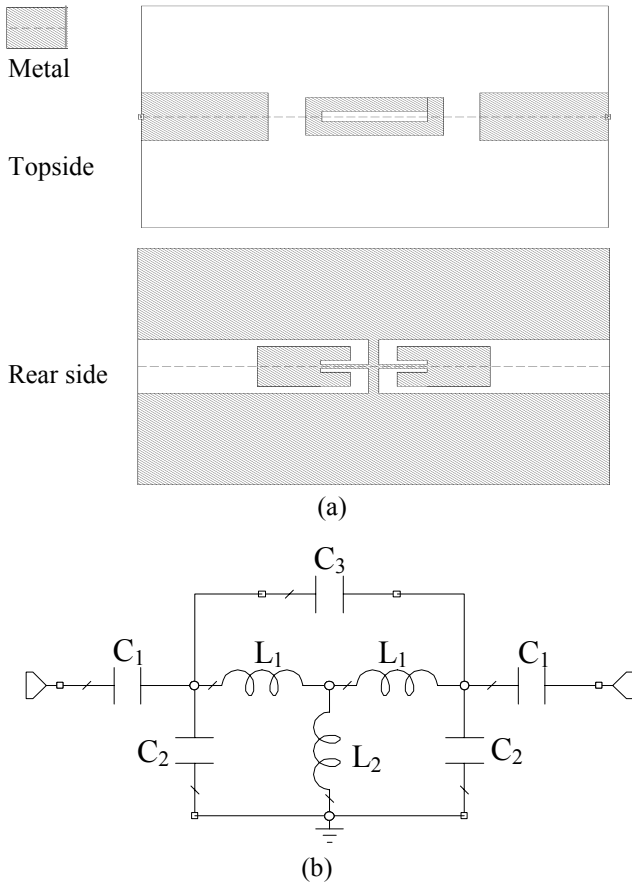 Metal
Topside
Rear side
(a)
C₃
C₁ L₁ L₁ C₁
C₂ L₂ C₂
(b)